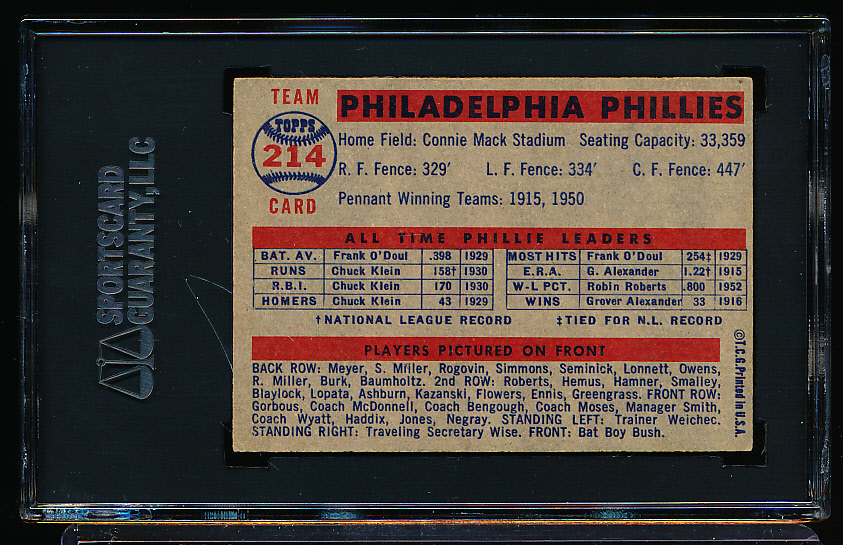 SPORTSCARD
GUARANTY, LLC
TEAM
TOPPS
214
CARD
PHILADELPHIA PHILLIES
Home Field: Connie Mack Stadium Seating Capacity: 33,359
R. F. Fence: 329′ L. F. Fence: 334′ C. F. Fence: 447′
Pennant Winning Teams: 1915, 1950
ALL TIME PHILLIE LEADERS
BAT. AV. Frank O'Doul .398 1929 MOST HITS Frank O'Doul 254‡ 1929
RUNS Chuck Klein 158† 1930 E.R.A. G. Alexander 1.22† 1915
R.B.I. Chuck Klein 170 1930 W-L PCT. Robin Roberts .800 1952
HOMERS Chuck Klein 43 1929 WINS Grover Alexander 33 1916
†NATIONAL LEAGUE RECORD ‡TIED FOR N.L. RECORD
PLAYERS PICTURED ON FRONT
BACK ROW: Meyer, S. Miller, Rogovin, Simmons, Seminick, Lonnett, Owens,
R. Miller, Burk, Baumholtz. 2nd ROW: Roberts, Hemus, Hamner, Smalley,
Blaylock, Lopata, Ashburn, Kazanski, Flowers, Ennis, Greengrass. FRONT ROW:
Gorbous, Coach McDonnell, Coach Bengough, Coach Moses, Manager Smith,
Coach Wyatt, Haddix, Jones, Negray. STANDING LEFT: Trainer Weichec.
STANDING RIGHT: Traveling Secretary Wise. FRONT: Bat Boy Bush.
©T.C.G. Printed in U.S.A.